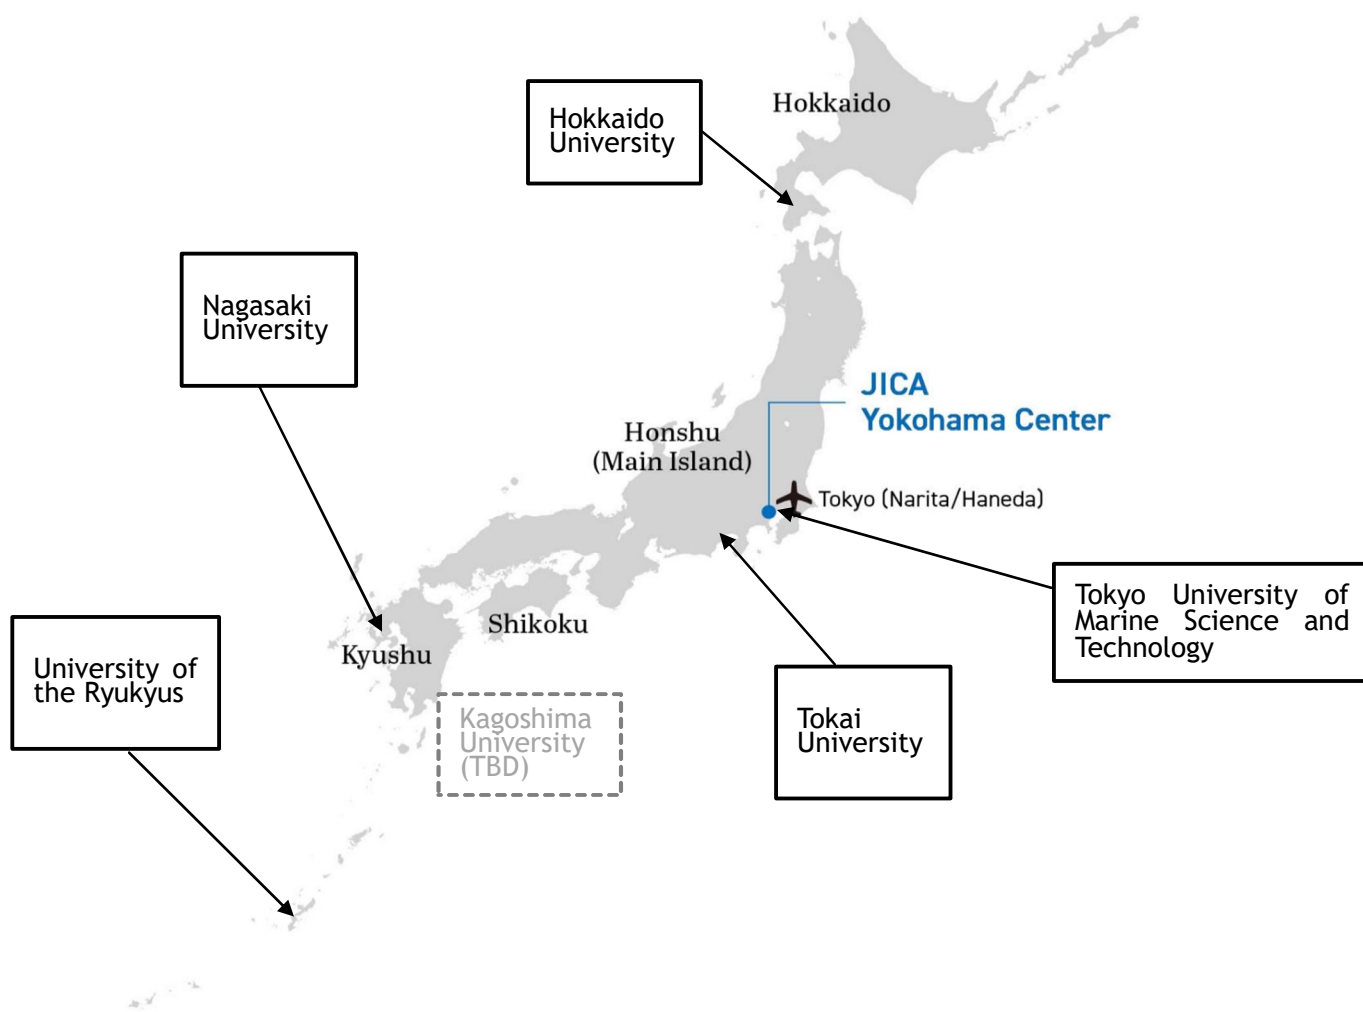 Hokkaido
Hokkaido
University
Nagasaki
University
JICA
Yokohama Center
Honshu
(Main Island)
Tokyo (Narita/Haneda)
Tokyo University of
Marine Science and
Technology
Shikoku
Kyushu
University of
the Ryukyus
Kagoshima
University
(TBD)
Tokai
University